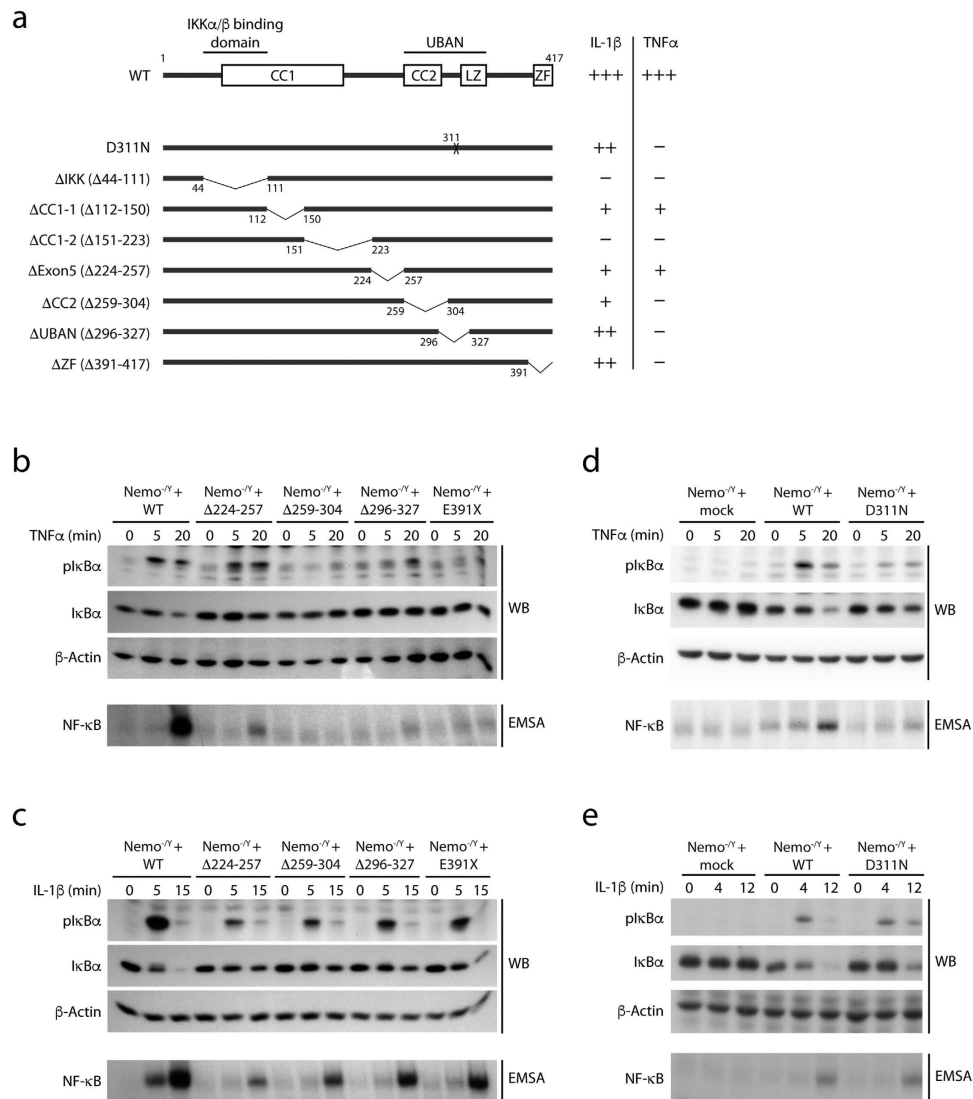 a
IKKα/β binding
domain
UBAN
IL-1β TNFα
1 417
WT CC1 CC2 LZ ZF +++ +++
311
D311N X ++ −
ΔIKK (Δ44-111) − −
44 111
ΔCC1-1 (Δ112-150) + +
112 150
ΔCC1-2 (Δ151-223) − −
151 223
ΔExon5 (Δ224-257) + +
224 257
ΔCC2 (Δ259-304) + −
259 304
ΔUBAN (Δ296-327) ++ −
296 327
ΔZF (Δ391-417) ++ −
391
b
Nemo-/Y + Nemo-/Y + Nemo-/Y + Nemo-/Y + Nemo-/Y +
WT Δ224-257 Δ259-304 Δ296-327 E391X
TNFα (min) 0 5 20 0 5 20 0 5 20 0 5 20 0 5 20
pIκBα
IκBα WB
β-Actin
NF-κB EMSA
d
Nemo-/Y + Nemo-/Y + Nemo-/Y +
mock WT D311N
TNFα (min) 0 5 20 0 5 20 0 5 20
pIκBα
IκBα WB
β-Actin
NF-κB EMSA
c
Nemo-/Y + Nemo-/Y + Nemo-/Y + Nemo-/Y + Nemo-/Y +
WT Δ224-257 Δ259-304 Δ296-327 E391X
IL-1β (min) 0 5 15 0 5 15 0 5 15 0 5 15 0 5 15
pIκBα
IκBα WB
β-Actin
NF-κB EMSA
e
Nemo-/Y + Nemo-/Y + Nemo-/Y +
mock WT D311N
IL-1β (min) 0 4 12 0 4 12 0 4 12
pIκBα
IκBα WB
β-Actin
NF-κB EMSA